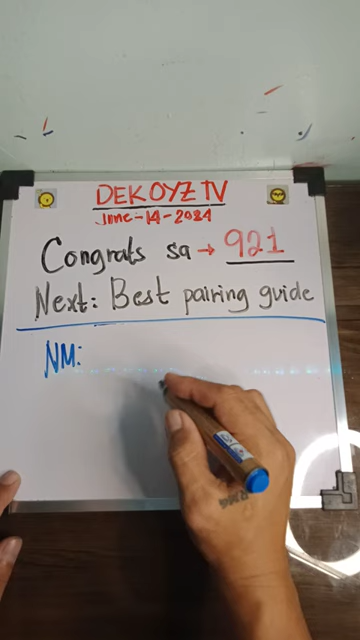 DEKOYZ TV
June-14-2024
Congrats sa → 921
Next: Best pairing guide
NM: